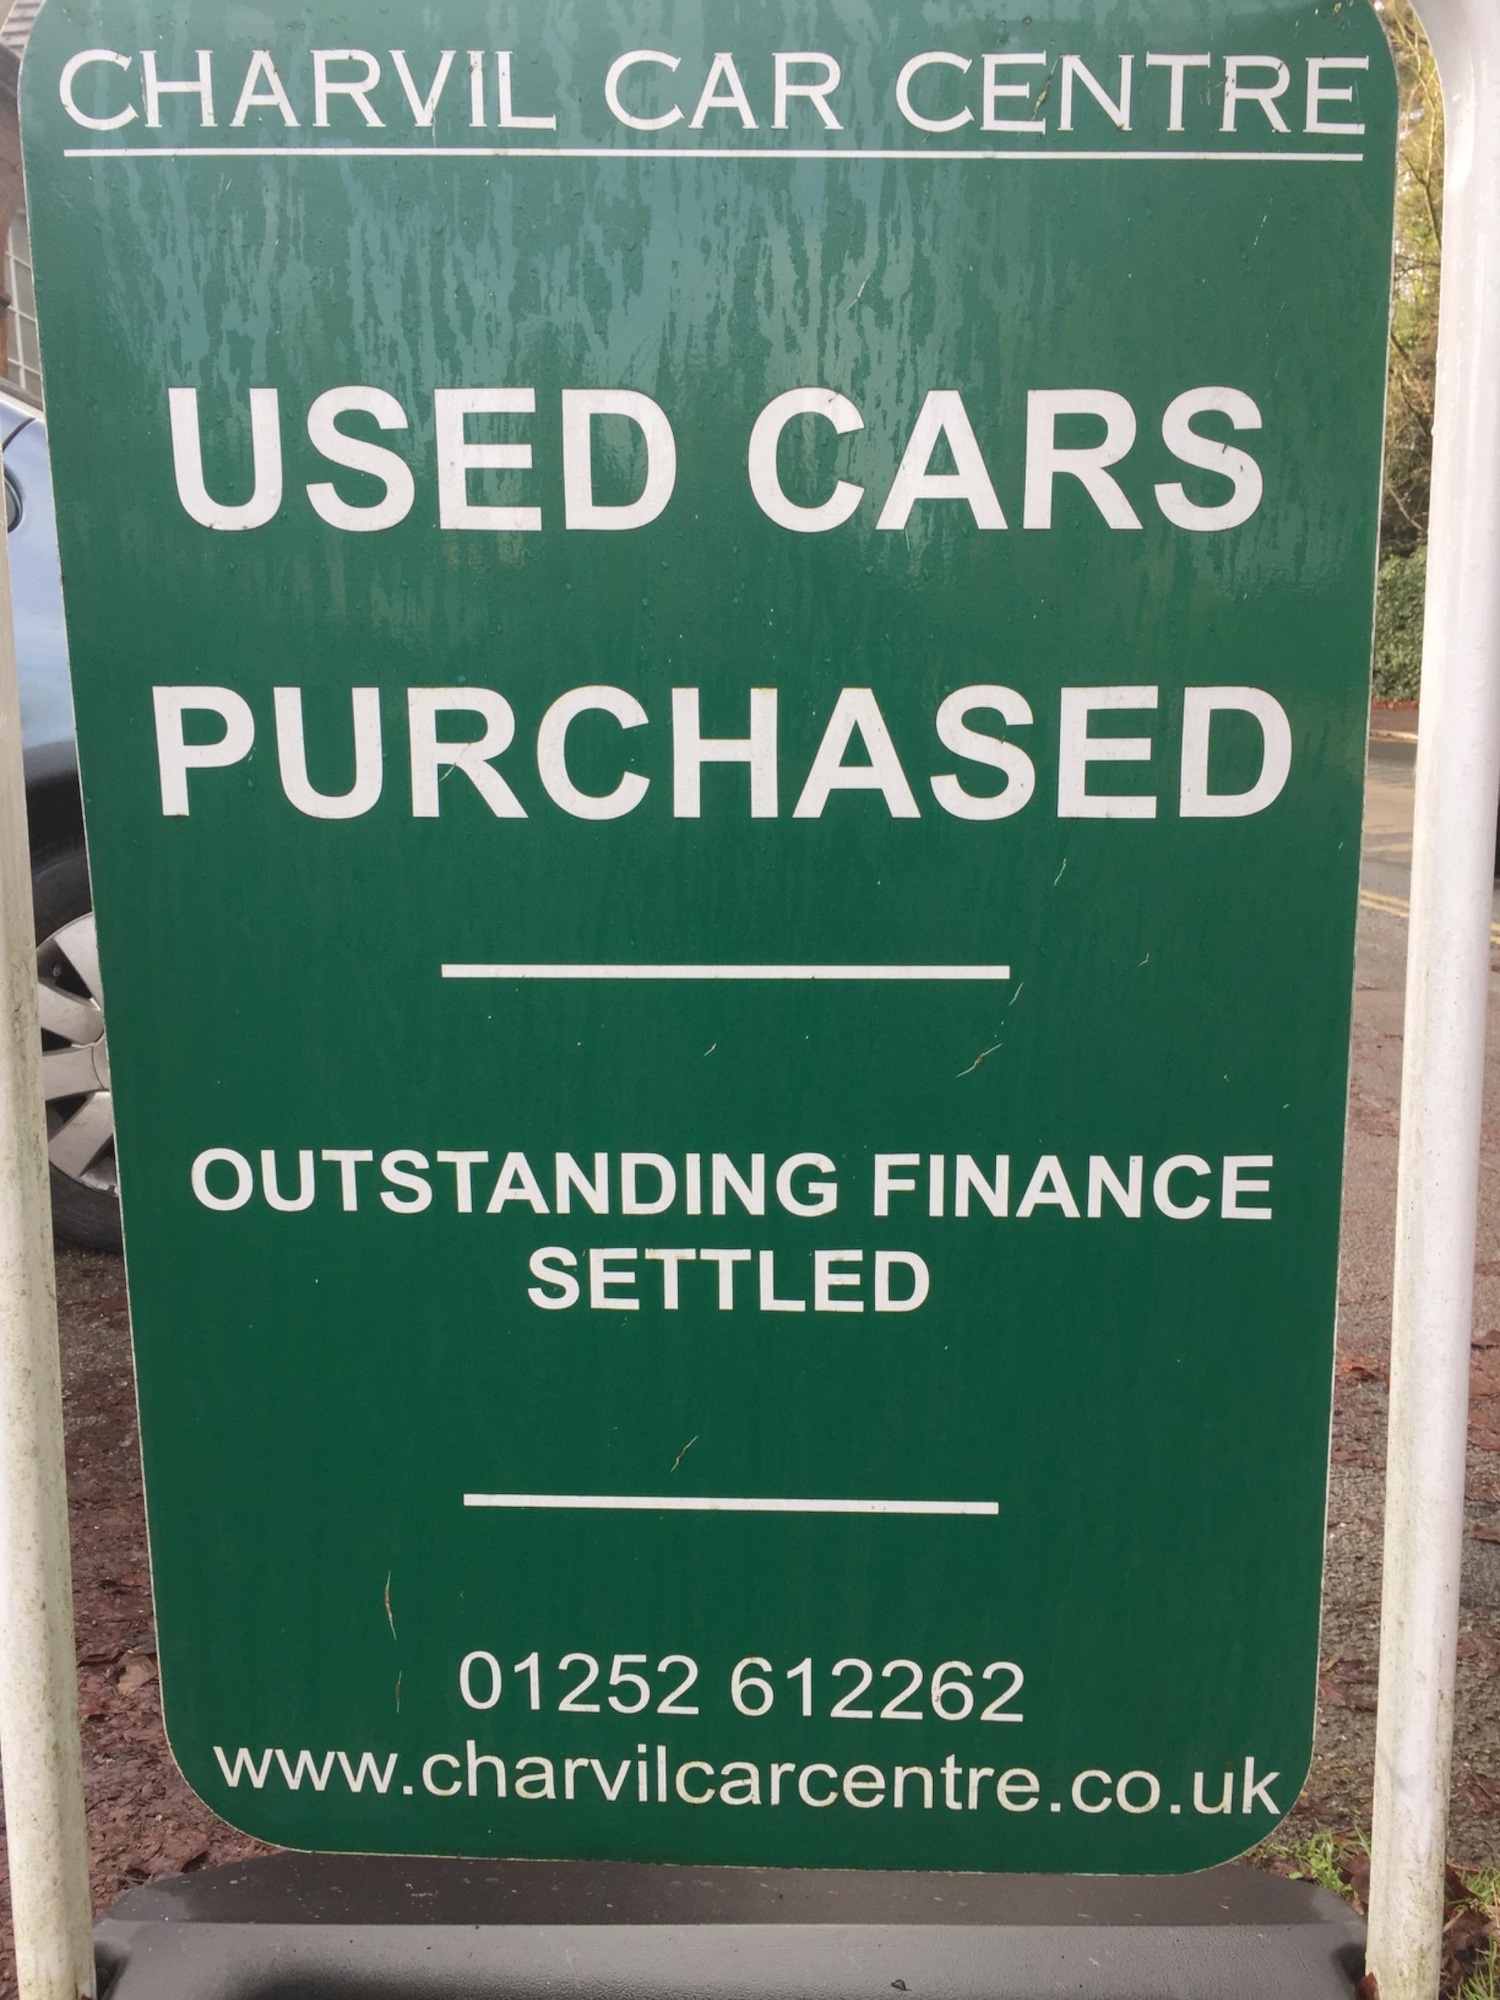 CHARVIL CAR CENTRE
USED CARS
PURCHASED
OUTSTANDING FINANCE
SETTLED
01252 612262
www.charvilcarcentre.co.uk